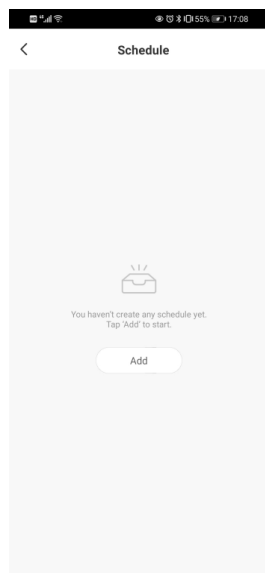 55% 17:08
Schedule
You haven't create any schedule yet.
Tap 'Add' to start.
Add